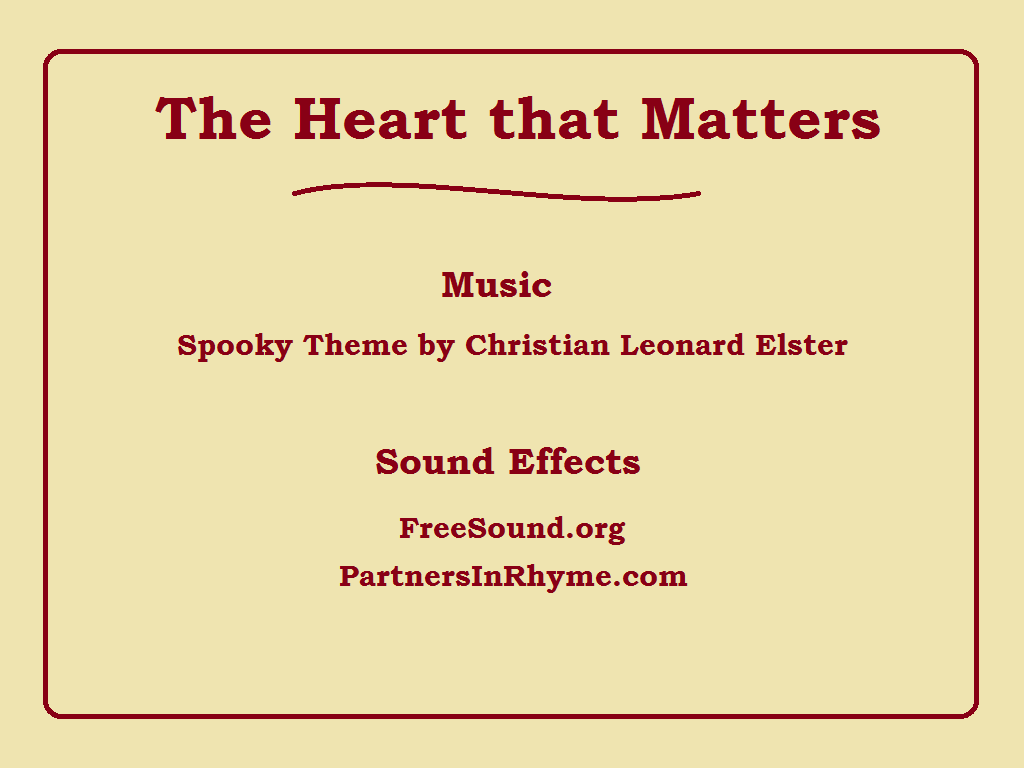 The Heart that Matters
Music
Spooky Theme by Christian Leonard Elster
Sound Effects
FreeSound.org
PartnersInRhyme.com